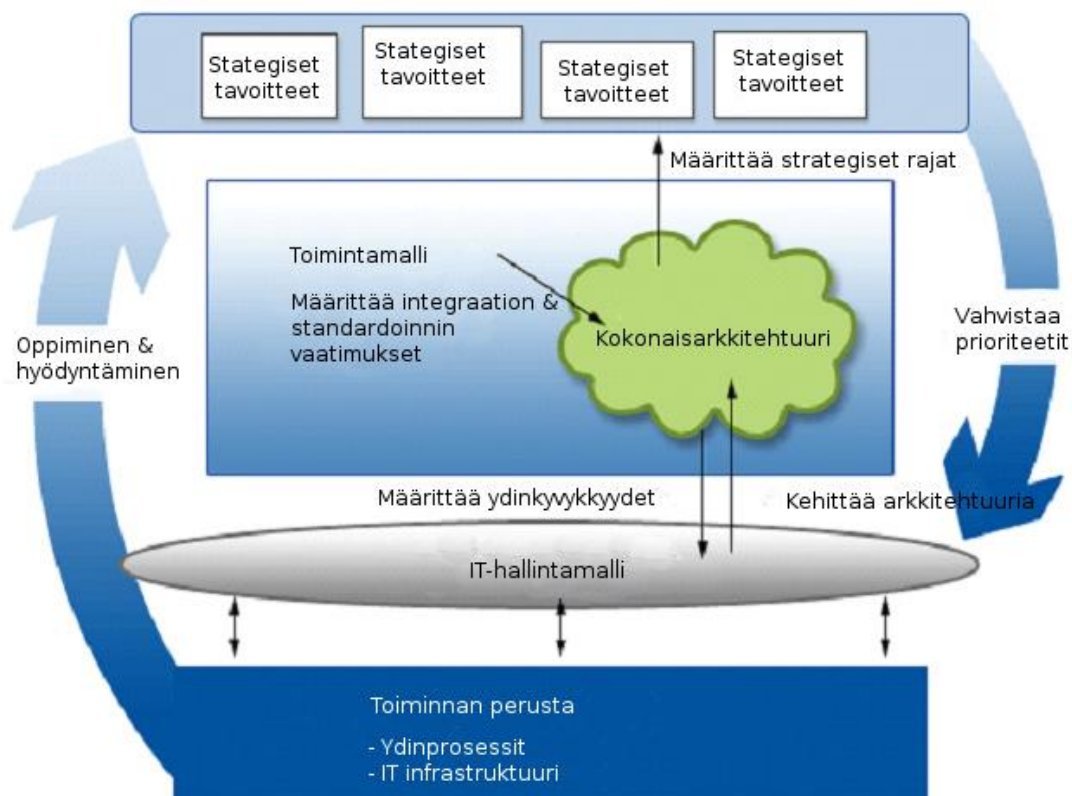 Stategiset
tavoitteet
Stategiset
tavoitteet
Stategiset
tavoitteet
Stategiset
tavoitteet
Määrittää strategiset rajat
Toimintamalli
Määrittää integraation &
standardoinnin
vaatimukset
Kokonaisarkkitehtuuri
Oppiminen &
hyödyntäminen
Vahvistaa
prioriteetit
Määrittää ydinkyvykkyydet
Kehittää arkkitehtuuria
IT-hallintamalli
Toiminnan perusta
- Ydinprosessit
- IT infrastruktuuri